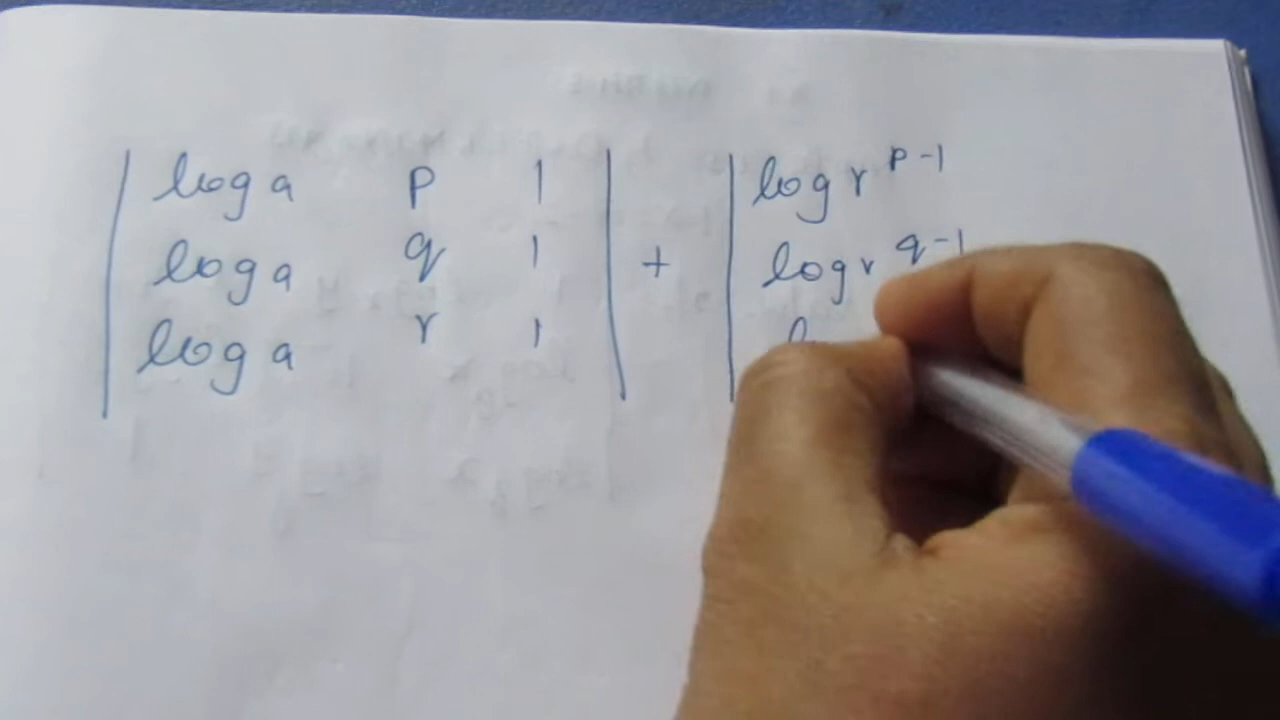 | log a p 1 | + | log r^{p-1}
| log a q 1 | | log r^{q-1}
| log a r 1 | |